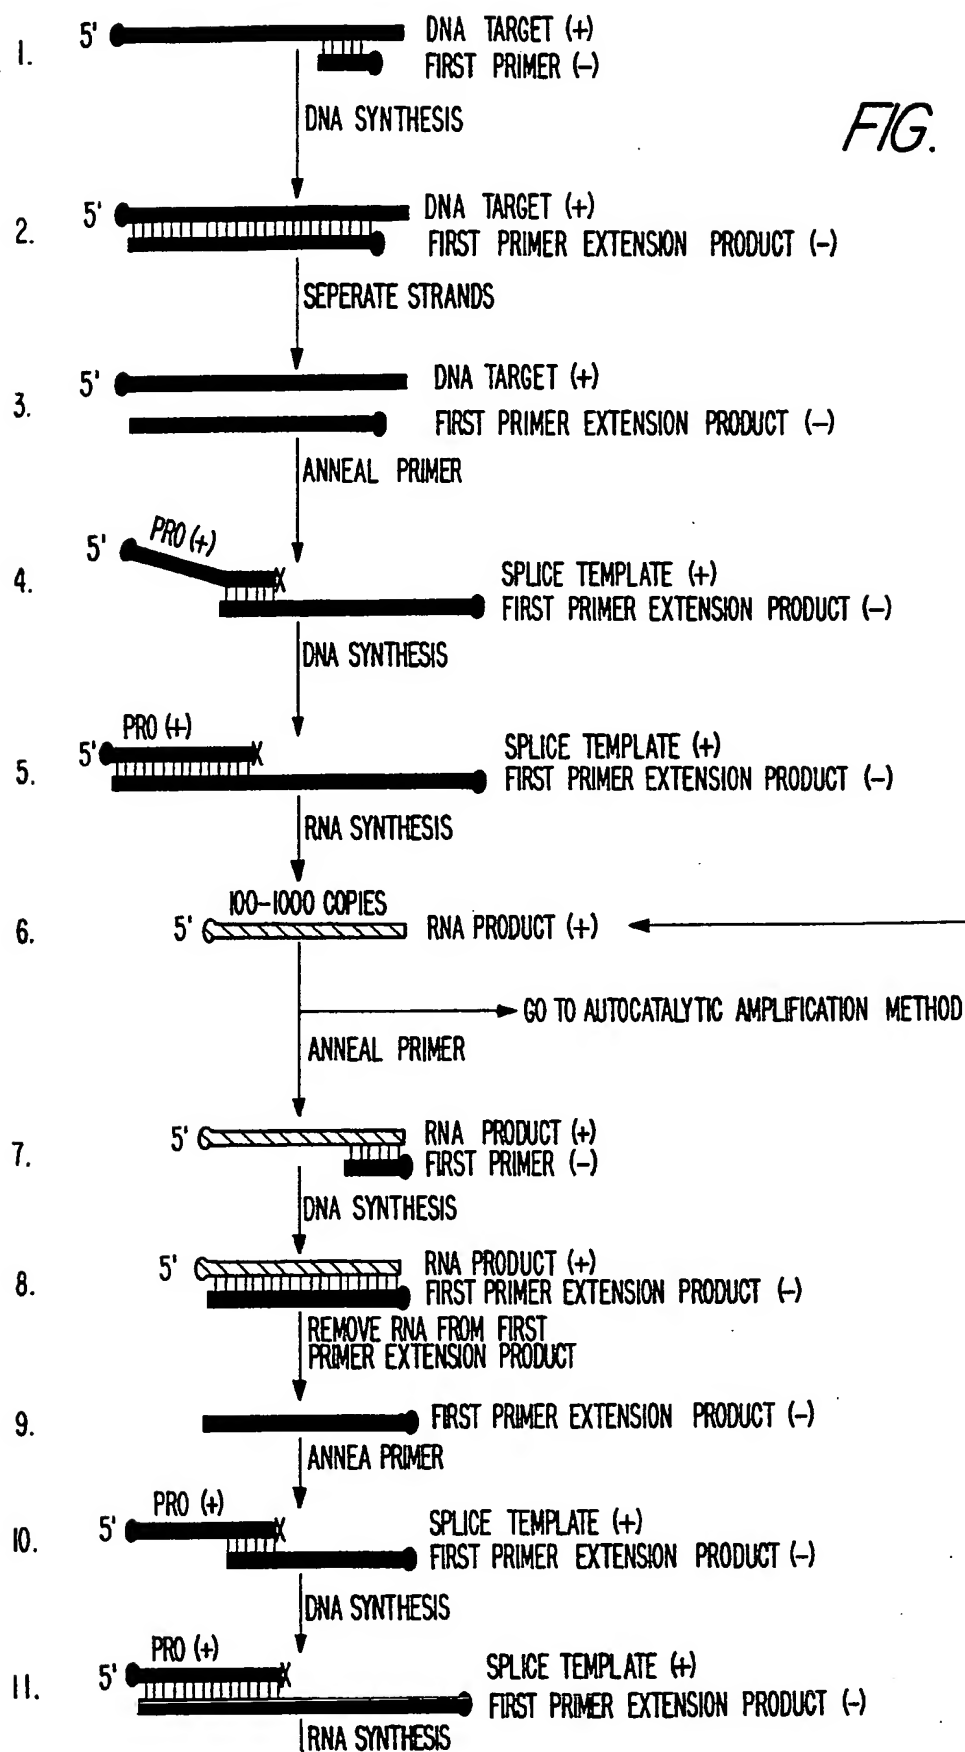 1. 5' DNA TARGET (+)
FIRST PRIMER (-)
DNA SYNTHESIS
FIG.
2. 5' DNA TARGET (+)
FIRST PRIMER EXTENSION PRODUCT (-)
SEPERATE STRANDS
3. 5' DNA TARGET (+)
FIRST PRIMER EXTENSION PRODUCT (-)
ANNEAL PRIMER
4. 5' PRO (+) X SPLICE TEMPLATE (+)
FIRST PRIMER EXTENSION PRODUCT (-)
DNA SYNTHESIS
PRO (+)
5. 5' X SPLICE TEMPLATE (+)
FIRST PRIMER EXTENSION PRODUCT (-)
RNA SYNTHESIS
100-1000 COPIES
6. 5' RNA PRODUCT (+)
GO TO AUTOCATALYTIC AMPLIFICATION METHOD
ANNEAL PRIMER
7. 5' RNA PRODUCT (+)
FIRST PRIMER (-)
DNA SYNTHESIS
8. 5' RNA PRODUCT (+)
FIRST PRIMER EXTENSION PRODUCT (-)
REMOVE RNA FROM FIRST
PRIMER EXTENSION PRODUCT
9. FIRST PRIMER EXTENSION PRODUCT (-)
ANNEA PRIMER
PRO (+)
10. 5' X SPLICE TEMPLATE (+)
FIRST PRIMER EXTENSION PRODUCT (-)
DNA SYNTHESIS
PRO (+)
11. 5' X SPLICE TEMPLATE (+)
FIRST PRIMER EXTENSION PRODUCT (-)
RNA SYNTHESIS